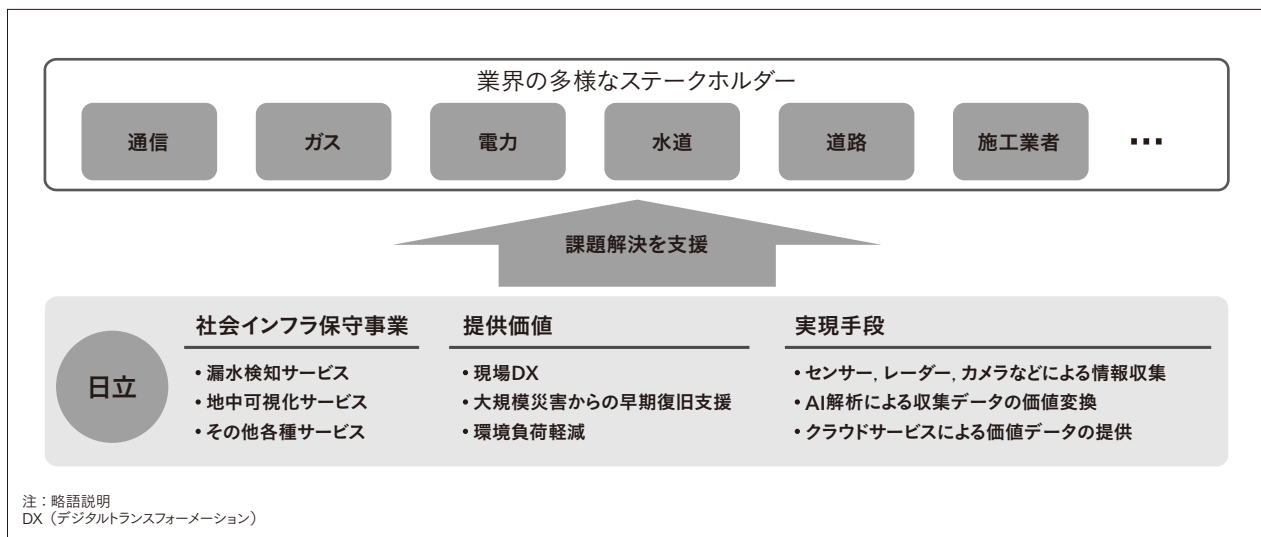 業界の多様なステークホルダー
通信
ガス
電力
水道
道路
施工業者
…
課題解決を支援
日立
社会インフラ保守事業
• 漏水検知サービス
• 地中可視化サービス
• その他各種サービス
提供価値
• 現場DX
• 大規模災害からの早期復旧支援
• 環境負荷軽減
実現手段
• センサー, レーダー, カメラなどによる情報収集
• AI解析による収集データの価値変換
• クラウドサービスによる価値データの提供
注：略語説明
DX（デジタルトランスフォーメーション）